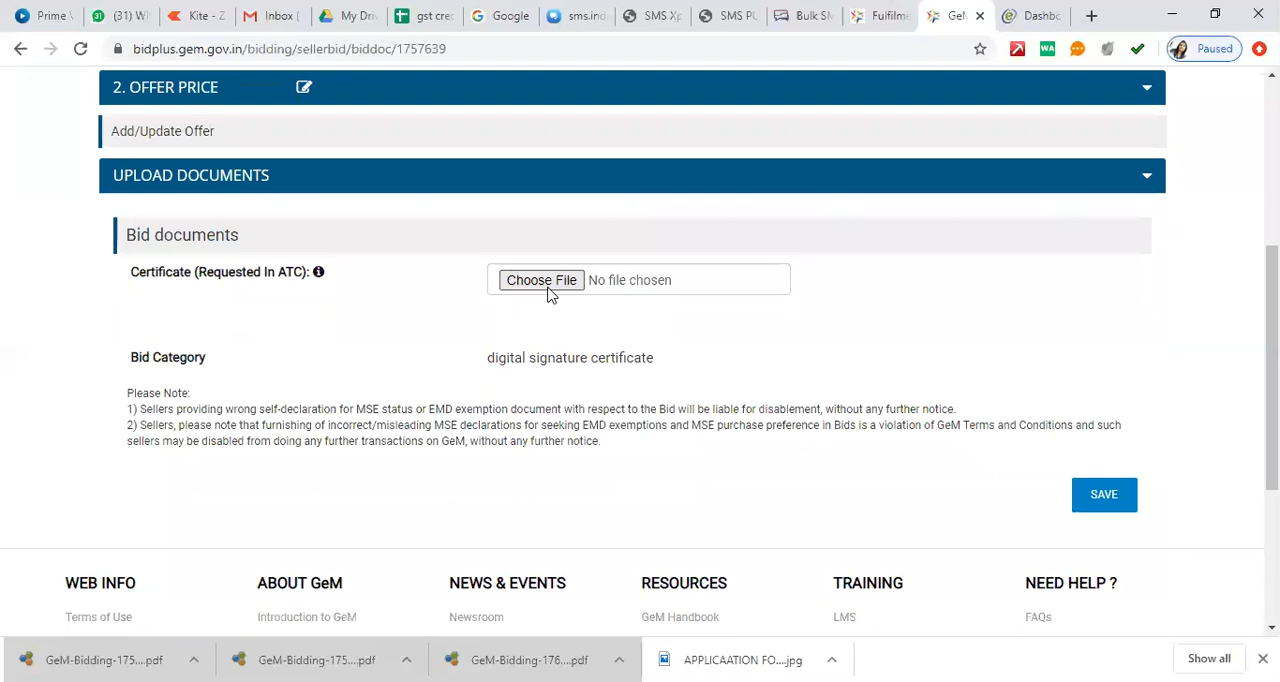 Prime
(31) W
Kite - Z
Inbox (
My Driv
gst cred
Google
sms.ind
SMS Xp
SMS PU
Bulk SM
Fulfilme
GeM
Dashbo
bidplus.gem.gov.in/bidding/sellerbid/biddoc/1757639
WA
Paused
2. OFFER PRICE
Add/Update Offer
UPLOAD DOCUMENTS
Bid documents
Certificate (Requested In ATC):
Choose File No file chosen
Bid Category
digital signature certificate
Please Note:
1) Sellers providing wrong self-declaration for MSE status or EMD exemption document with respect to the Bid will be liable for disablement, without any further notice.
2) Sellers, please note that furnishing of incorrect/misleading MSE declarations for seeking EMD exemptions and MSE purchase preference in Bids is a violation of GeM Terms and Conditions and such
sellers may be disabled from doing any further transactions on GeM, without any further notice.
SAVE
WEB INFO
ABOUT GeM
NEWS & EVENTS
RESOURCES
TRAINING
NEED HELP ?
Terms of Use
Introduction to GeM
Newsroom
GeM Handbook
LMS
FAQs
GeM-Bidding-175....pdf
GeM-Bidding-175....pdf
GeM-Bidding-176....pdf
APPLICAATION FO....jpg
Show all